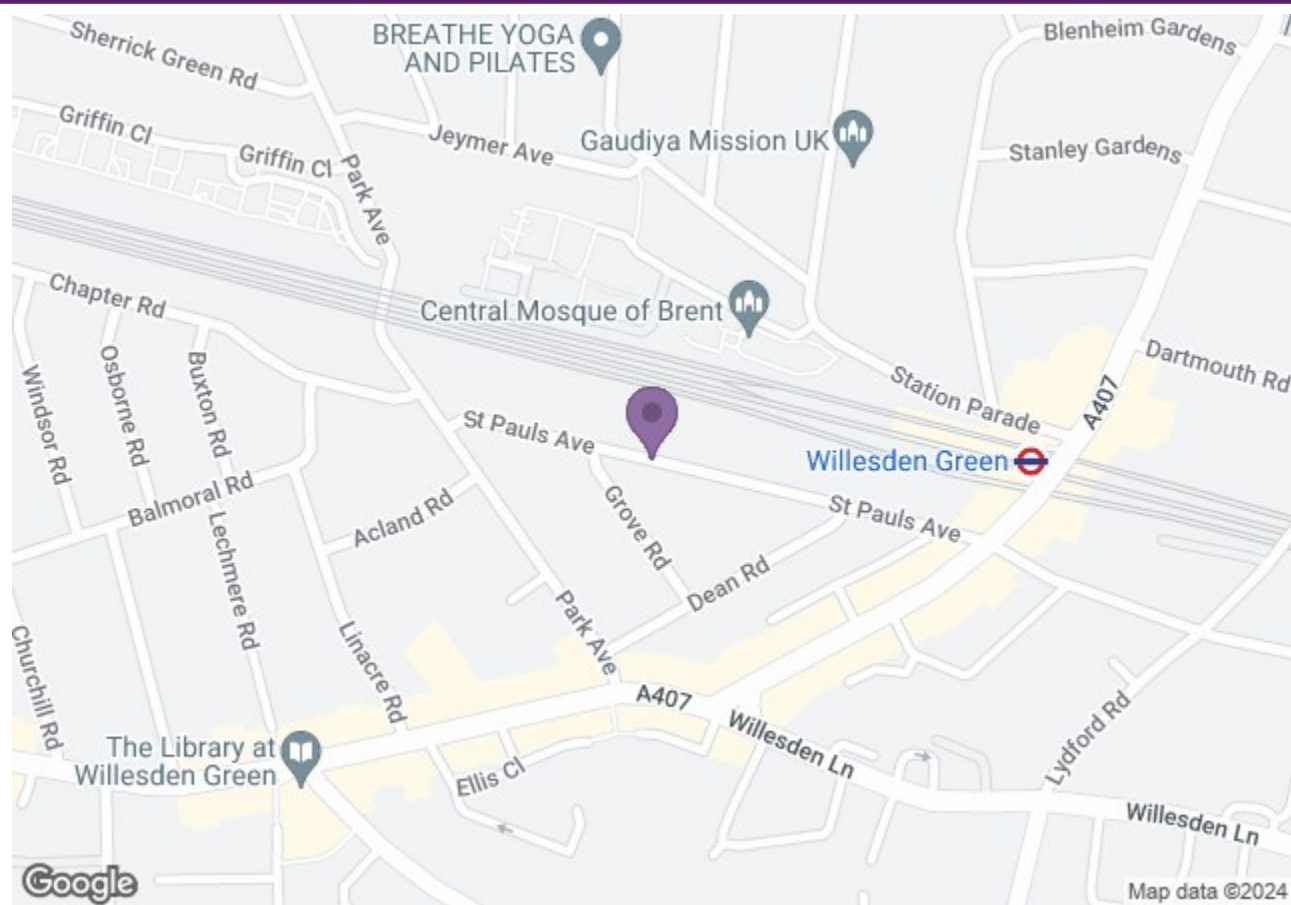 Sherrick Green Rd
BREATHE YOGA
AND PILATES
Blenheim Gardens
Griffin Cl
Griffin Cl
Park Ave
Jeymer Ave
Gaudiya Mission UK
Stanley Gardens
Chapter Rd
Central Mosque of Brent
Windsor Rd
Osborne Rd
Buxton Rd
Station Parade
A407
Dartmouth Rd
St Pauls Ave
Willesden Green
Balmoral Rd
Lechmere Rd
Acland Rd
Grove Rd
St Pauls Ave
Dean Rd
Churchill Rd
Linacre Rd
Park Ave
A407
Willesden Ln
Lydford Rd
The Library at
Willesden Green
Ellis Cl
Willesden Ln
Google
Map data ©2024